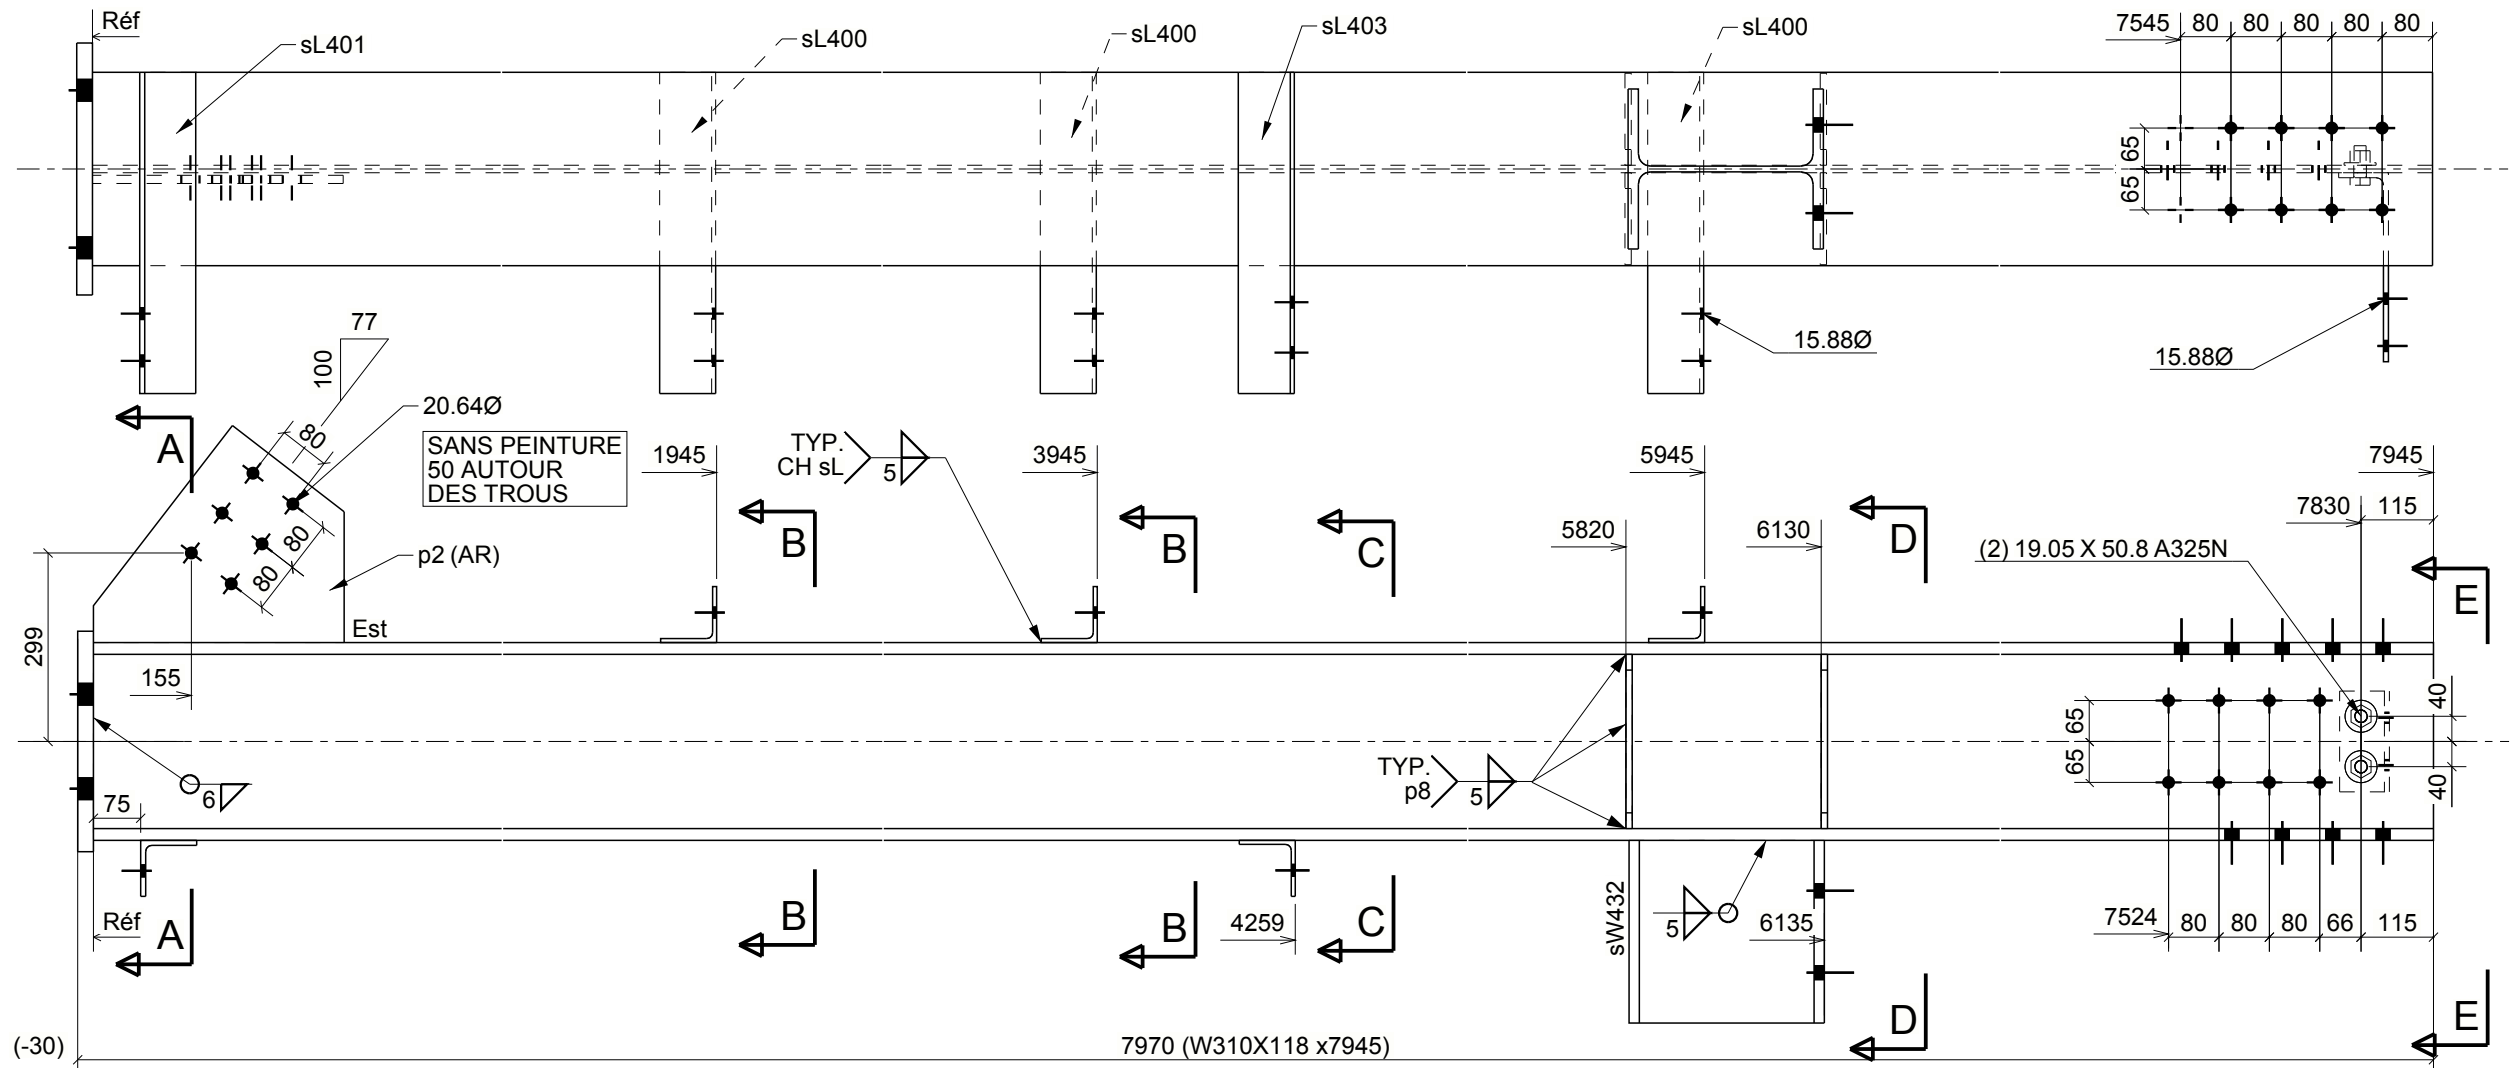 Réf
sL401
sL400
sL400
sL403
sL400
7545
80
80
80
80
80
65
65
15.88Ø
15.88Ø
77
100
20.64Ø
80
A
SANS PEINTURE
50 AUTOUR
DES TROUS
1945
TYP.
CH sL
5
3945
5945
7945
7830
115
B
B
C
D
5820
6130
(2) 19.05 X 50.8 A325N
80
80
p2 (AR)
E
Est
299
155
65
65
40
40
TYP.
p8
5
6
75
sW432
Réf
A
B
B
4259
C
5
6135
7524
80
80
80
66
115
D
E
(-30)
7970 (W310X118 x7945)